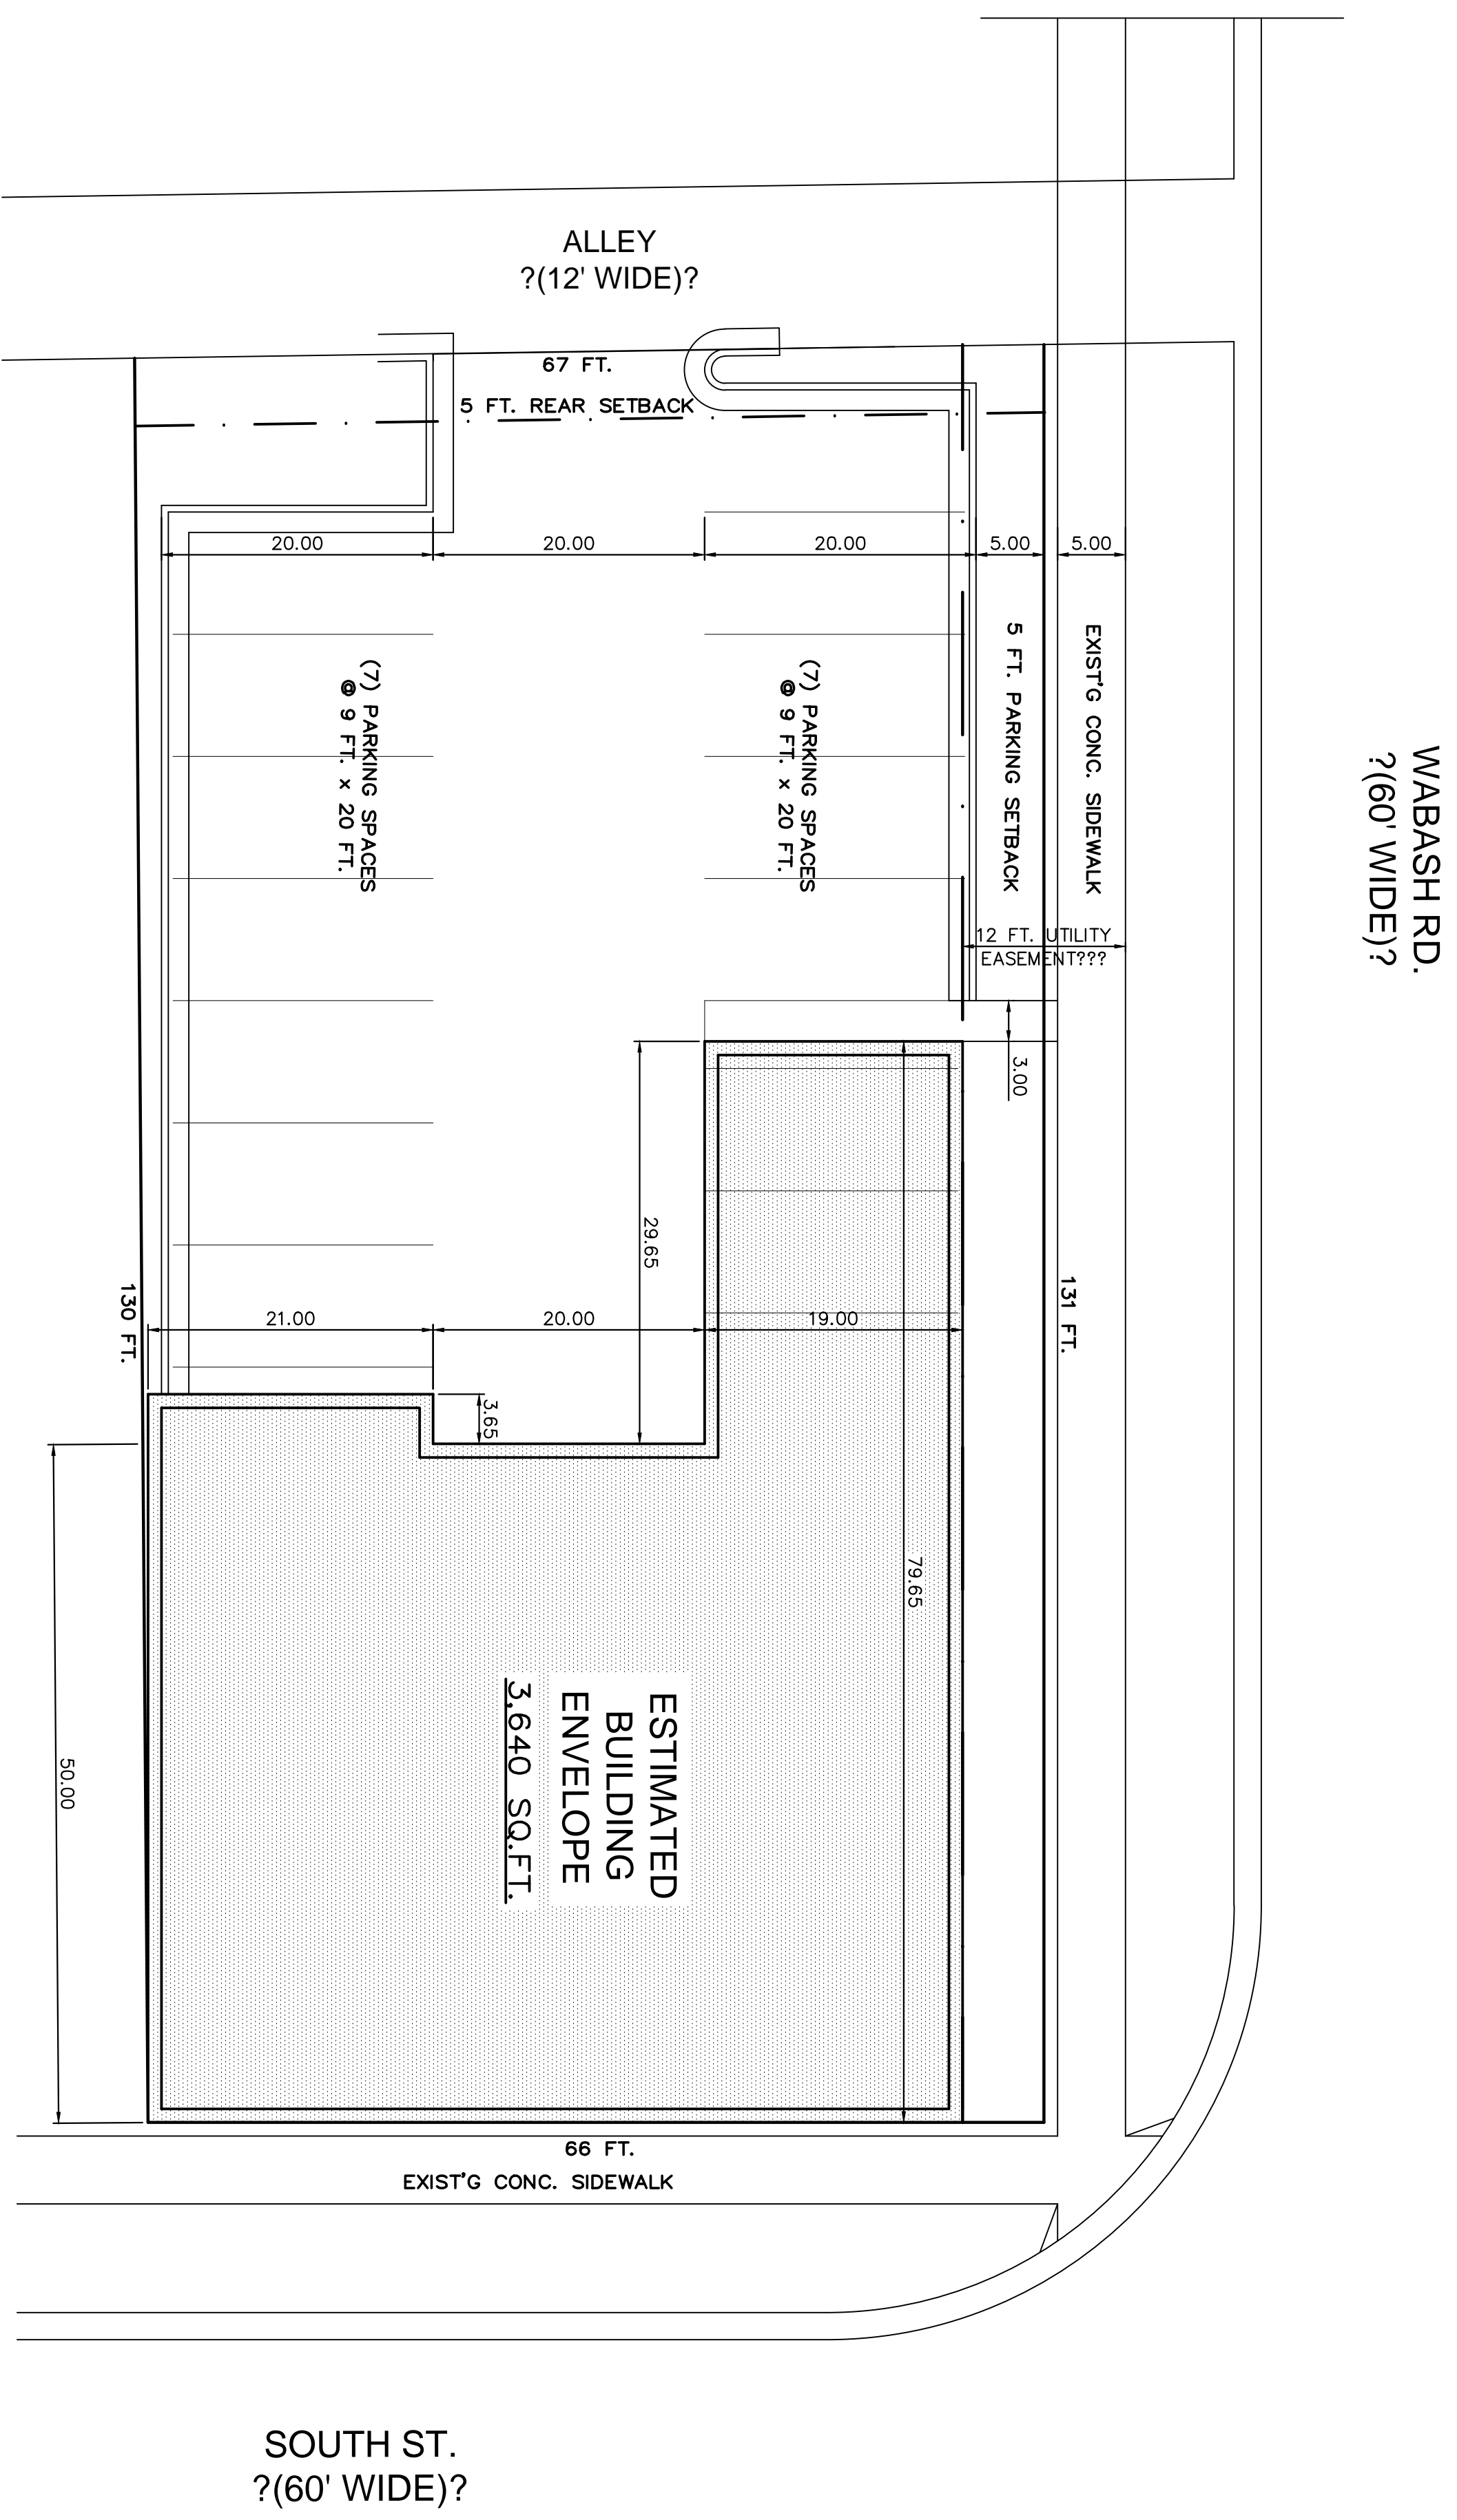 ALLEY
?(12' WIDE)?
67 FT.
5 FT. REAR SETBACK
20.00
20.00
20.00
5.00
5.00
(7) PARKING SPACES
@ 9 FT. x 20 FT.
(7) PARKING SPACES
@ 9 FT. x 20 FT.
5 FT. PARKING SETBACK
EXIST'G CONC. SIDEWALK
WABASH RD.
?(60' WIDE)?
12 FT. UTILITY
EASEMENT???
3.00
29.65
130 FT.
131 FT.
21.00
20.00
19.00
3.65
79.65
ESTIMATED
BUILDING
ENVELOPE
3,640 SQ.FT.
50.00
66 FT.
EXIST'G CONC. SIDEWALK
SOUTH ST.
?(60' WIDE)?